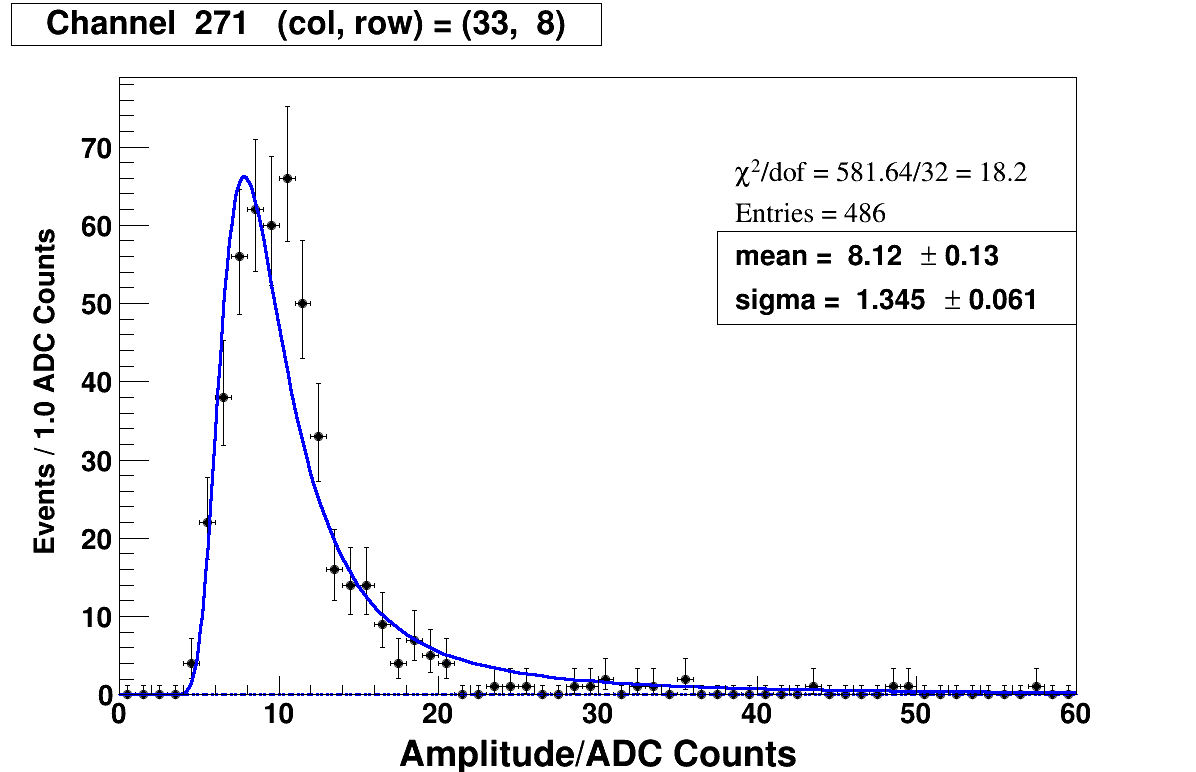 Channel 271 (col, row) = (33, 8)
χ²/dof = 581.64/32 = 18.2
Entries = 486
mean = 8.12 ± 0.13
sigma = 1.345 ± 0.061
Events / 1.0 ADC Counts
70
60
50
40
30
20
10
0
0 10 20 30 40 50 60
Amplitude/ADC Counts